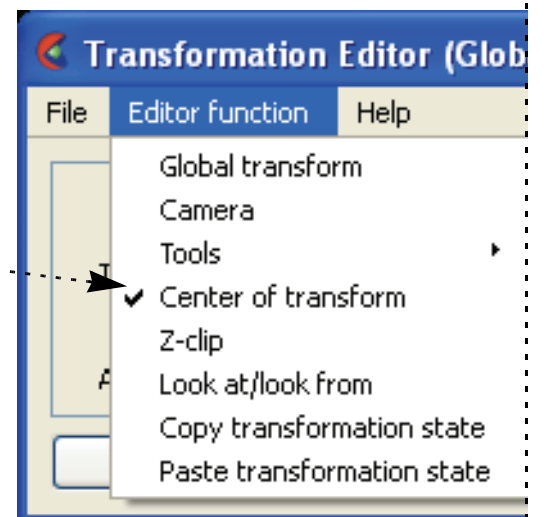 Transformation Editor (Glob
File Editor function Help
Global transform
Camera
Tools
Center of transform
Z-clip
Look at/look from
Copy transformation state
Paste transformation state